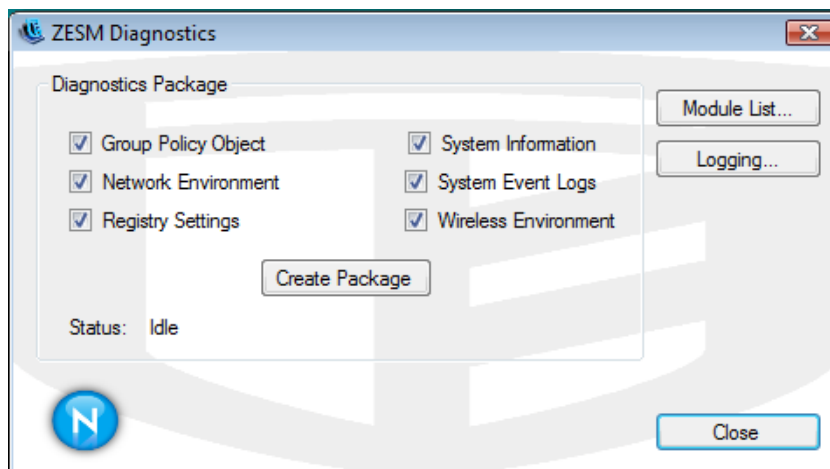 ZESM Diagnostics
Diagnostics Package
Group Policy Object
System Information
Network Environment
System Event Logs
Registry Settings
Wireless Environment
Create Package
Status: Idle
Module List...
Logging...
N
Close